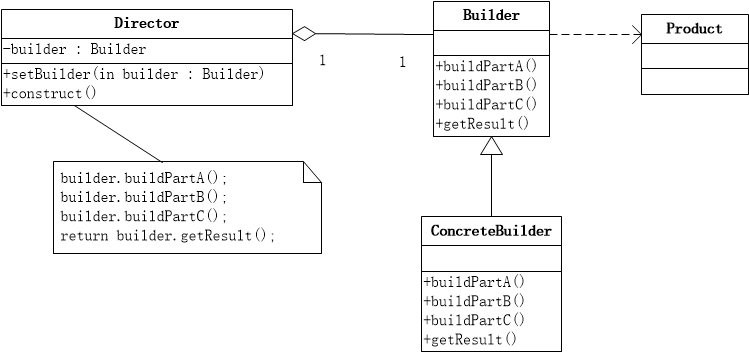 Director
-builder : Builder
+setBuilder(in builder : Builder)
+construct()
1
1
Builder
+buildPartA()
+buildPartB()
+buildPartC()
+getResult()
Product
builder.buildPartA();
builder.buildPartB();
builder.buildPartC();
return builder.getResult();
ConcreteBuilder
+buildPartA()
+buildPartB()
+buildPartC()
+getResult()